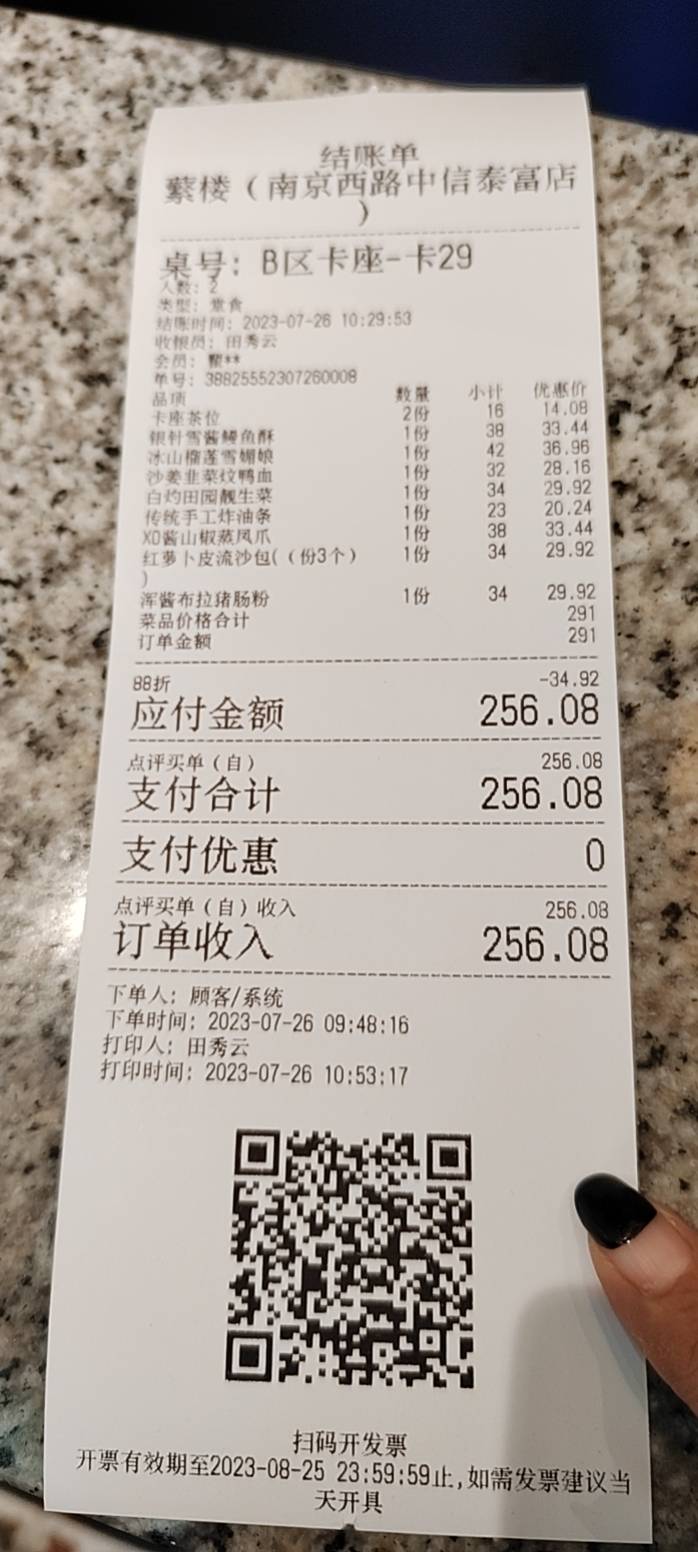 结账单
蘩楼（南京西路中信泰富店
）
桌号: B区卡座-卡29
人数: 2
类型: 堂食
结账时间: 2023-07-26 10:29:53
收银员: 田秀云
会员: 瞿**
单号: 38825552307260008
品项 数量 小计 优惠价
卡座茶位 2份 16 14.08
银针雪酱鳗鱼酥 1份 38 33.44
冰山榴莲雪媚娘 1份 42 36.96
沙姜韭菜炆鸭血 1份 32 28.16
白灼田园靓生菜 1份 34 29.92
传统手工炸油条 1份 23 20.24
XO酱山椒蒸凤爪 1份 38 33.44
红萝卜皮流沙包(（份3个） 1份 34 29.92
)
浑酱布拉猪肠粉 1份 34 29.92
菜品价格合计 291
订单金额 291
88折 -34.92
应付金额 256.08
点评买单（自） 256.08
支付合计 256.08
支付优惠 0
点评买单（自）收入 256.08
订单收入 256.08
下单人: 顾客/系统
下单时间: 2023-07-26 09:48:16
打印人: 田秀云
打印时间: 2023-07-26 10:53:17
扫码开发票
开票有效期至2023-08-25 23:59:59止,如需发票建议当
天开具